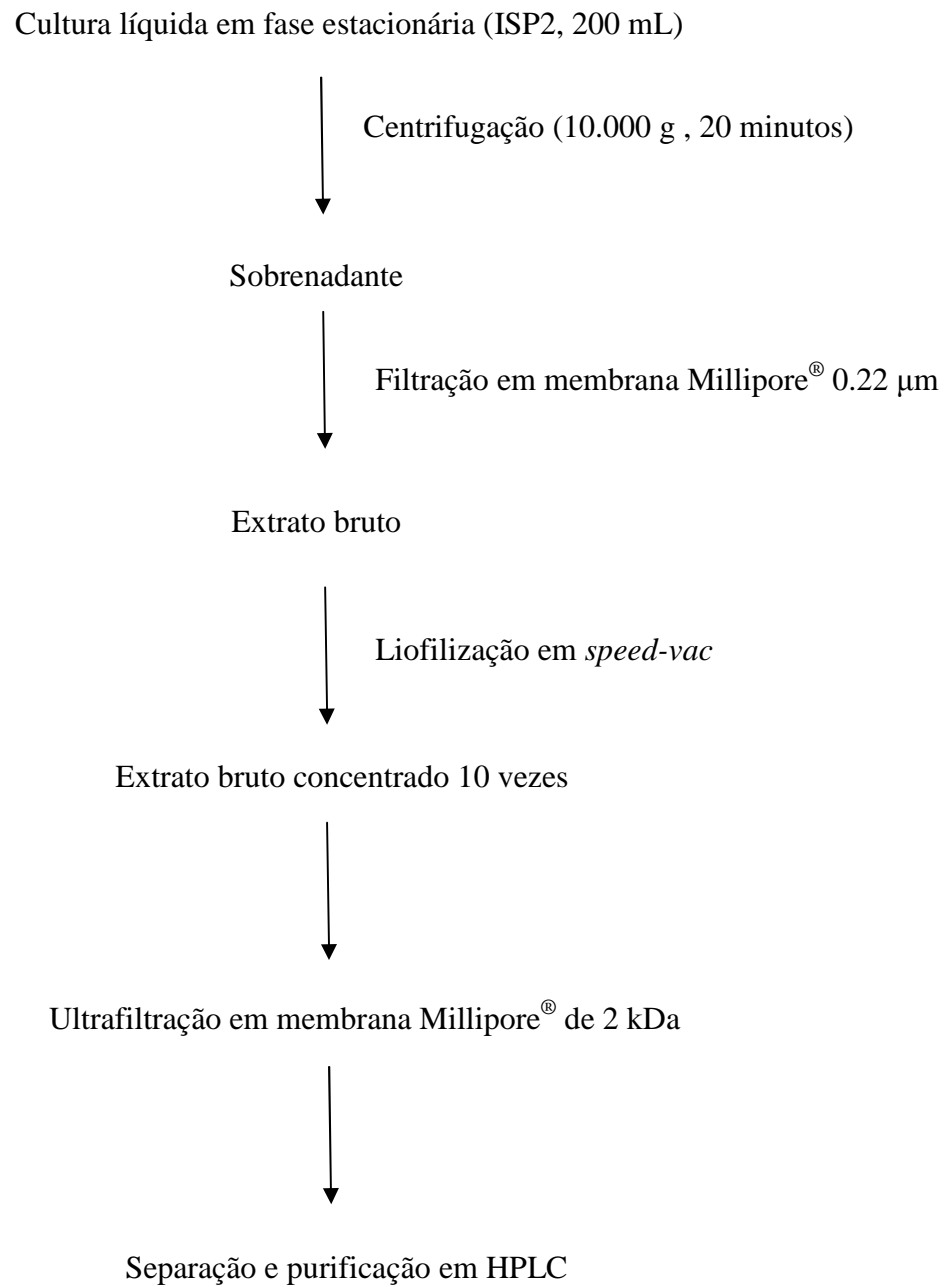 Cultura líquida em fase estacionária (ISP2, 200 mL)
Centrifugação (10.000 g , 20 minutos)
Sobrenadante
Filtração em membrana Millipore® 0.22 μm
Extrato bruto
Liofilização em speed-vac
Extrato bruto concentrado 10 vezes
Ultrafiltração em membrana Millipore® de 2 kDa
Separação e purificação em HPLC